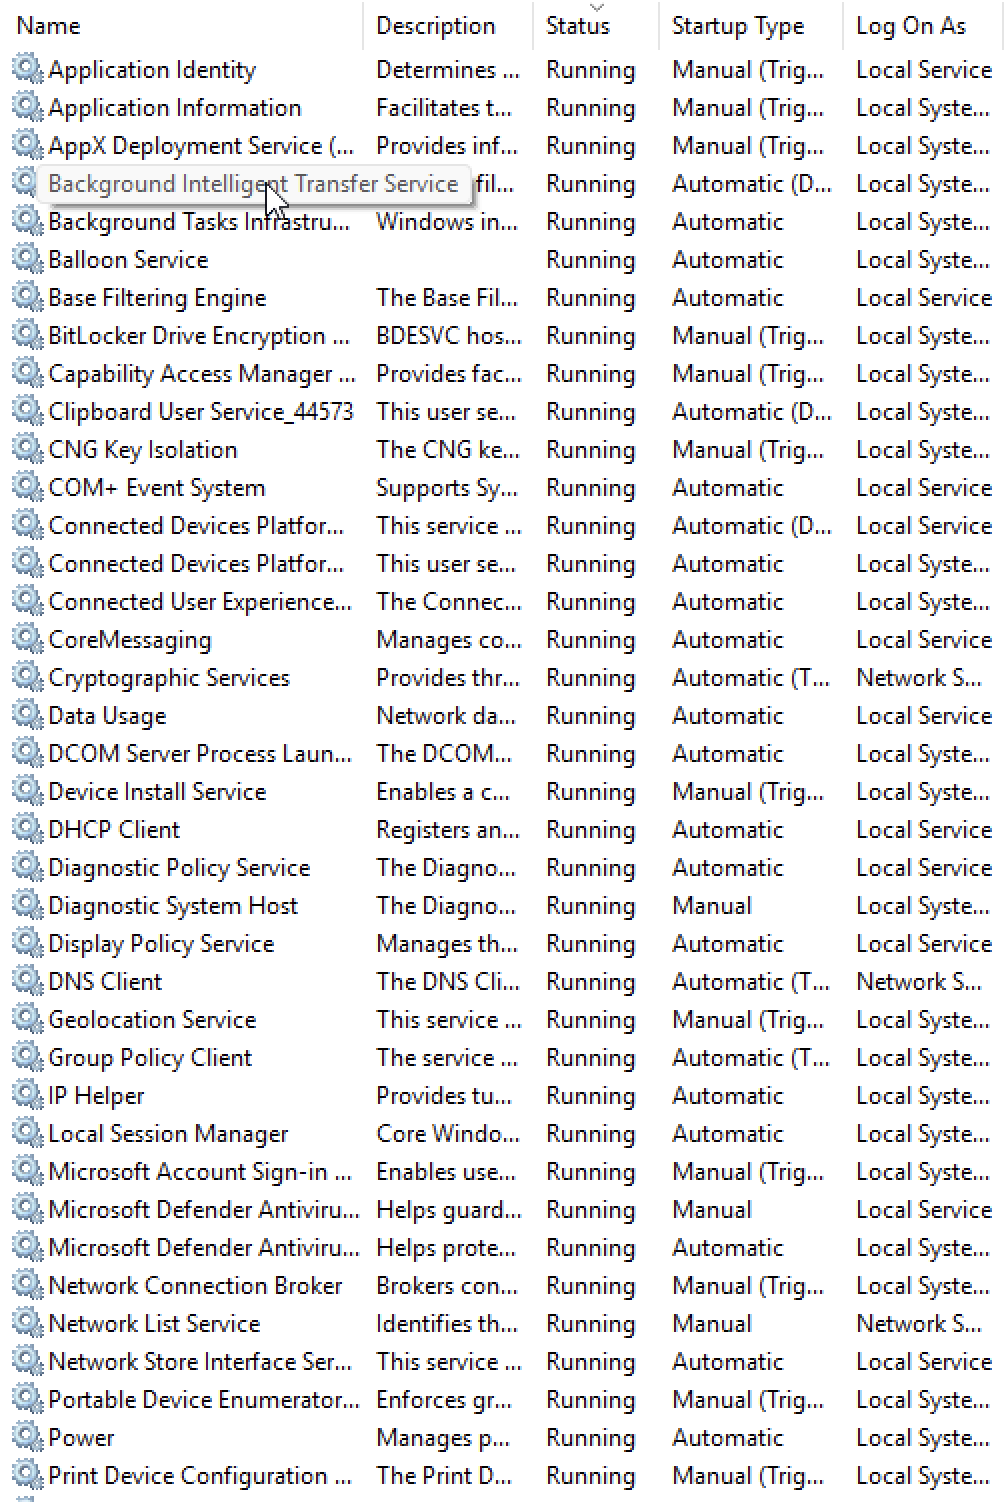 Name Description Status Startup Type Log On As
Application Identity Determines ... Running Manual (Trig... Local Service
Application Information Facilitates t... Running Manual (Trig... Local Syste...
AppX Deployment Service (... Provides inf... Running Manual (Trig... Local Syste...
Background Intelligent Transfer Service fil... Running Automatic (D... Local Syste...
Background Tasks Infrastru... Windows in... Running Automatic Local Syste...
Balloon Service Running Automatic Local Syste...
Base Filtering Engine The Base Fil... Running Automatic Local Service
BitLocker Drive Encryption ... BDESVC hos... Running Manual (Trig... Local Syste...
Capability Access Manager ... Provides fac... Running Manual (Trig... Local Syste...
Clipboard User Service_44573 This user se... Running Automatic (D... Local Syste...
CNG Key Isolation The CNG ke... Running Manual (Trig... Local Syste...
COM+ Event System Supports Sy... Running Automatic Local Service
Connected Devices Platfor... This service ... Running Automatic (D... Local Service
Connected Devices Platfor... This user se... Running Automatic Local Syste...
Connected User Experience... The Connec... Running Automatic Local Syste...
CoreMessaging Manages co... Running Automatic Local Service
Cryptographic Services Provides thr... Running Automatic (T... Network S...
Data Usage Network da... Running Automatic Local Service
DCOM Server Process Laun... The DCOM... Running Automatic Local Syste...
Device Install Service Enables a c... Running Manual (Trig... Local Syste...
DHCP Client Registers an... Running Automatic Local Service
Diagnostic Policy Service The Diagno... Running Automatic Local Service
Diagnostic System Host The Diagno... Running Manual Local Syste...
Display Policy Service Manages th... Running Automatic Local Service
DNS Client The DNS Cli... Running Automatic (T... Network S...
Geolocation Service This service ... Running Manual (Trig... Local Syste...
Group Policy Client The service ... Running Automatic (T... Local Syste...
IP Helper Provides tu... Running Automatic Local Syste...
Local Session Manager Core Windo... Running Automatic Local Syste...
Microsoft Account Sign-in ... Enables use... Running Manual (Trig... Local Syste...
Microsoft Defender Antiviru... Helps guard... Running Manual Local Service
Microsoft Defender Antiviru... Helps prote... Running Automatic Local Syste...
Network Connection Broker Brokers con... Running Manual (Trig... Local Syste...
Network List Service Identifies th... Running Manual Network S...
Network Store Interface Ser... This service ... Running Automatic Local Service
Portable Device Enumerator... Enforces gr... Running Manual (Trig... Local Syste...
Power Manages p... Running Automatic Local Syste...
Print Device Configuration ... The Print D... Running Manual (Trig... Local Syste...